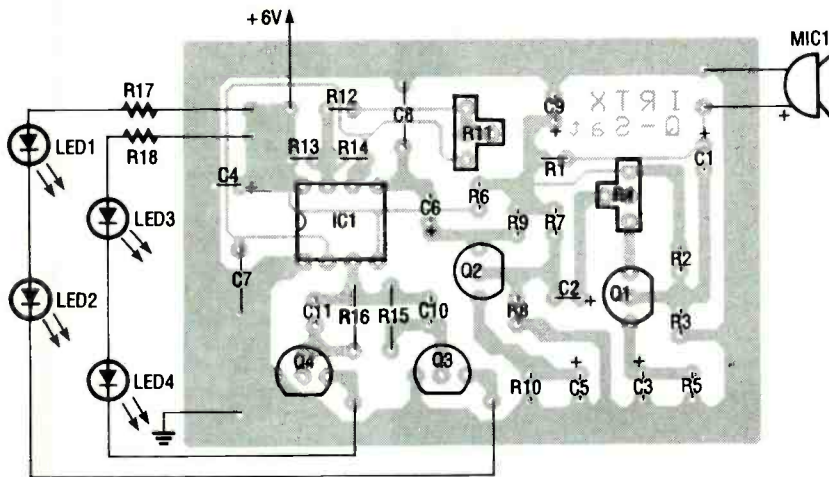 +6V
MIC1
R17
R12
C8
C9
IRTX
Q-Sat
+
R11
LED1
R18
R13
R14
+
+
C1
R1
LED3
C4
+
IC1
C6
+
R6
R4
R9
R7
R2
C7
Q2
LED2
C11
R16
R15
C10
R8
C2
+
Q1
R3
LED4
Q4
Q3
R10
+
C5
+
C3
R5